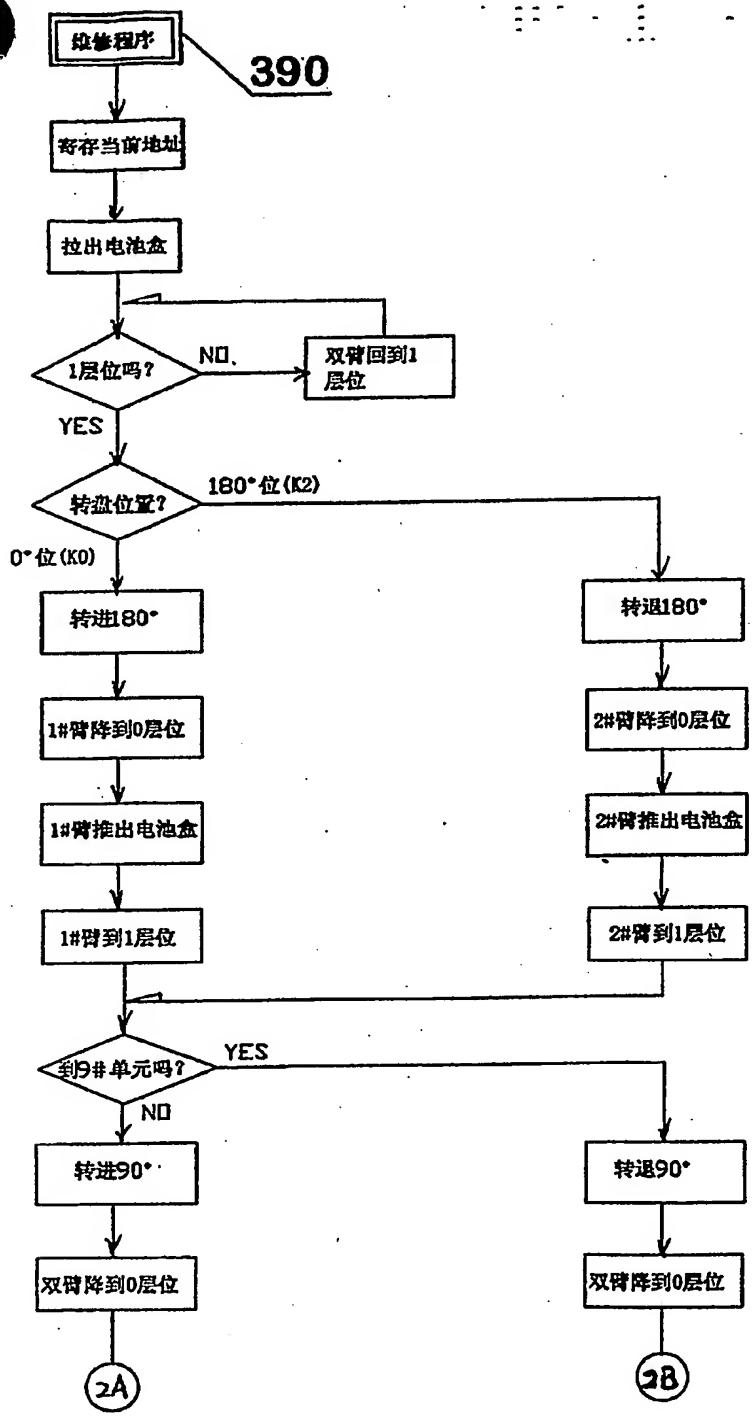 维修程序
390
寄存当前地址
拉出电池盒
1层位吗?
NO
双臂回到1
层位
YES
转盘位置?
180°位(K2)
0°位(K0)
转进180°
转退180°
1#臂降到0层位
2#臂降到0层位
1#臂推出电池盒
2#臂推出电池盒
1#臂到1层位
2#臂到1层位
到9#单元吗?
YES
NO
转进90°
转退90°
双臂降到0层位
双臂降到0层位
2A
2B